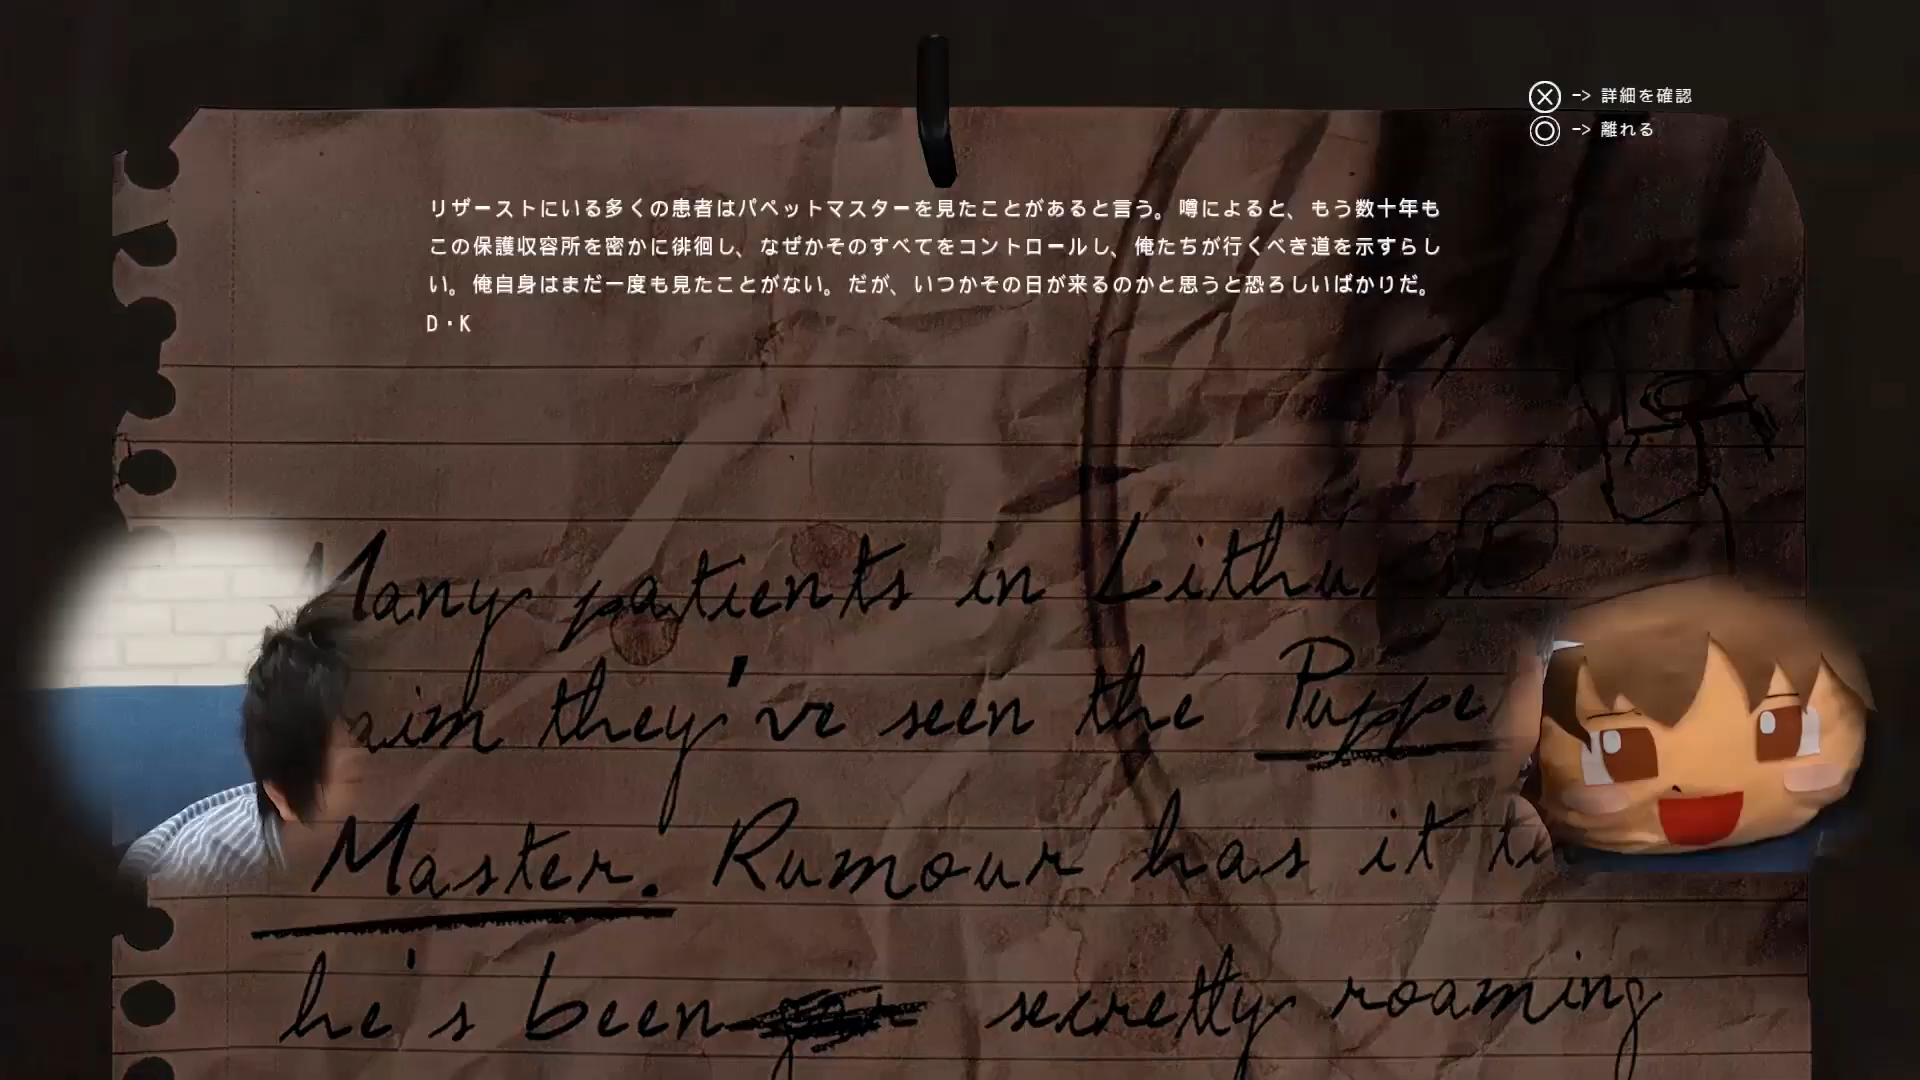 -> 詳細を確認
-> 離れる
リザーストにいる多くの患者はパペットマスターを見たことがあると言う。噂によると、もう数十年も
この保護収容所を密かに徘徊し、なぜかそのすべてをコントロールし、俺たちが行くべき道を示すらし
い。俺自身はまだ一度も見たことがない。だが、いつかその日が来るのかと思うと恐ろしいばかりだ。
D・K
Many patients in
they've seen the
Master. Rumour has it
he's been secretly roaming